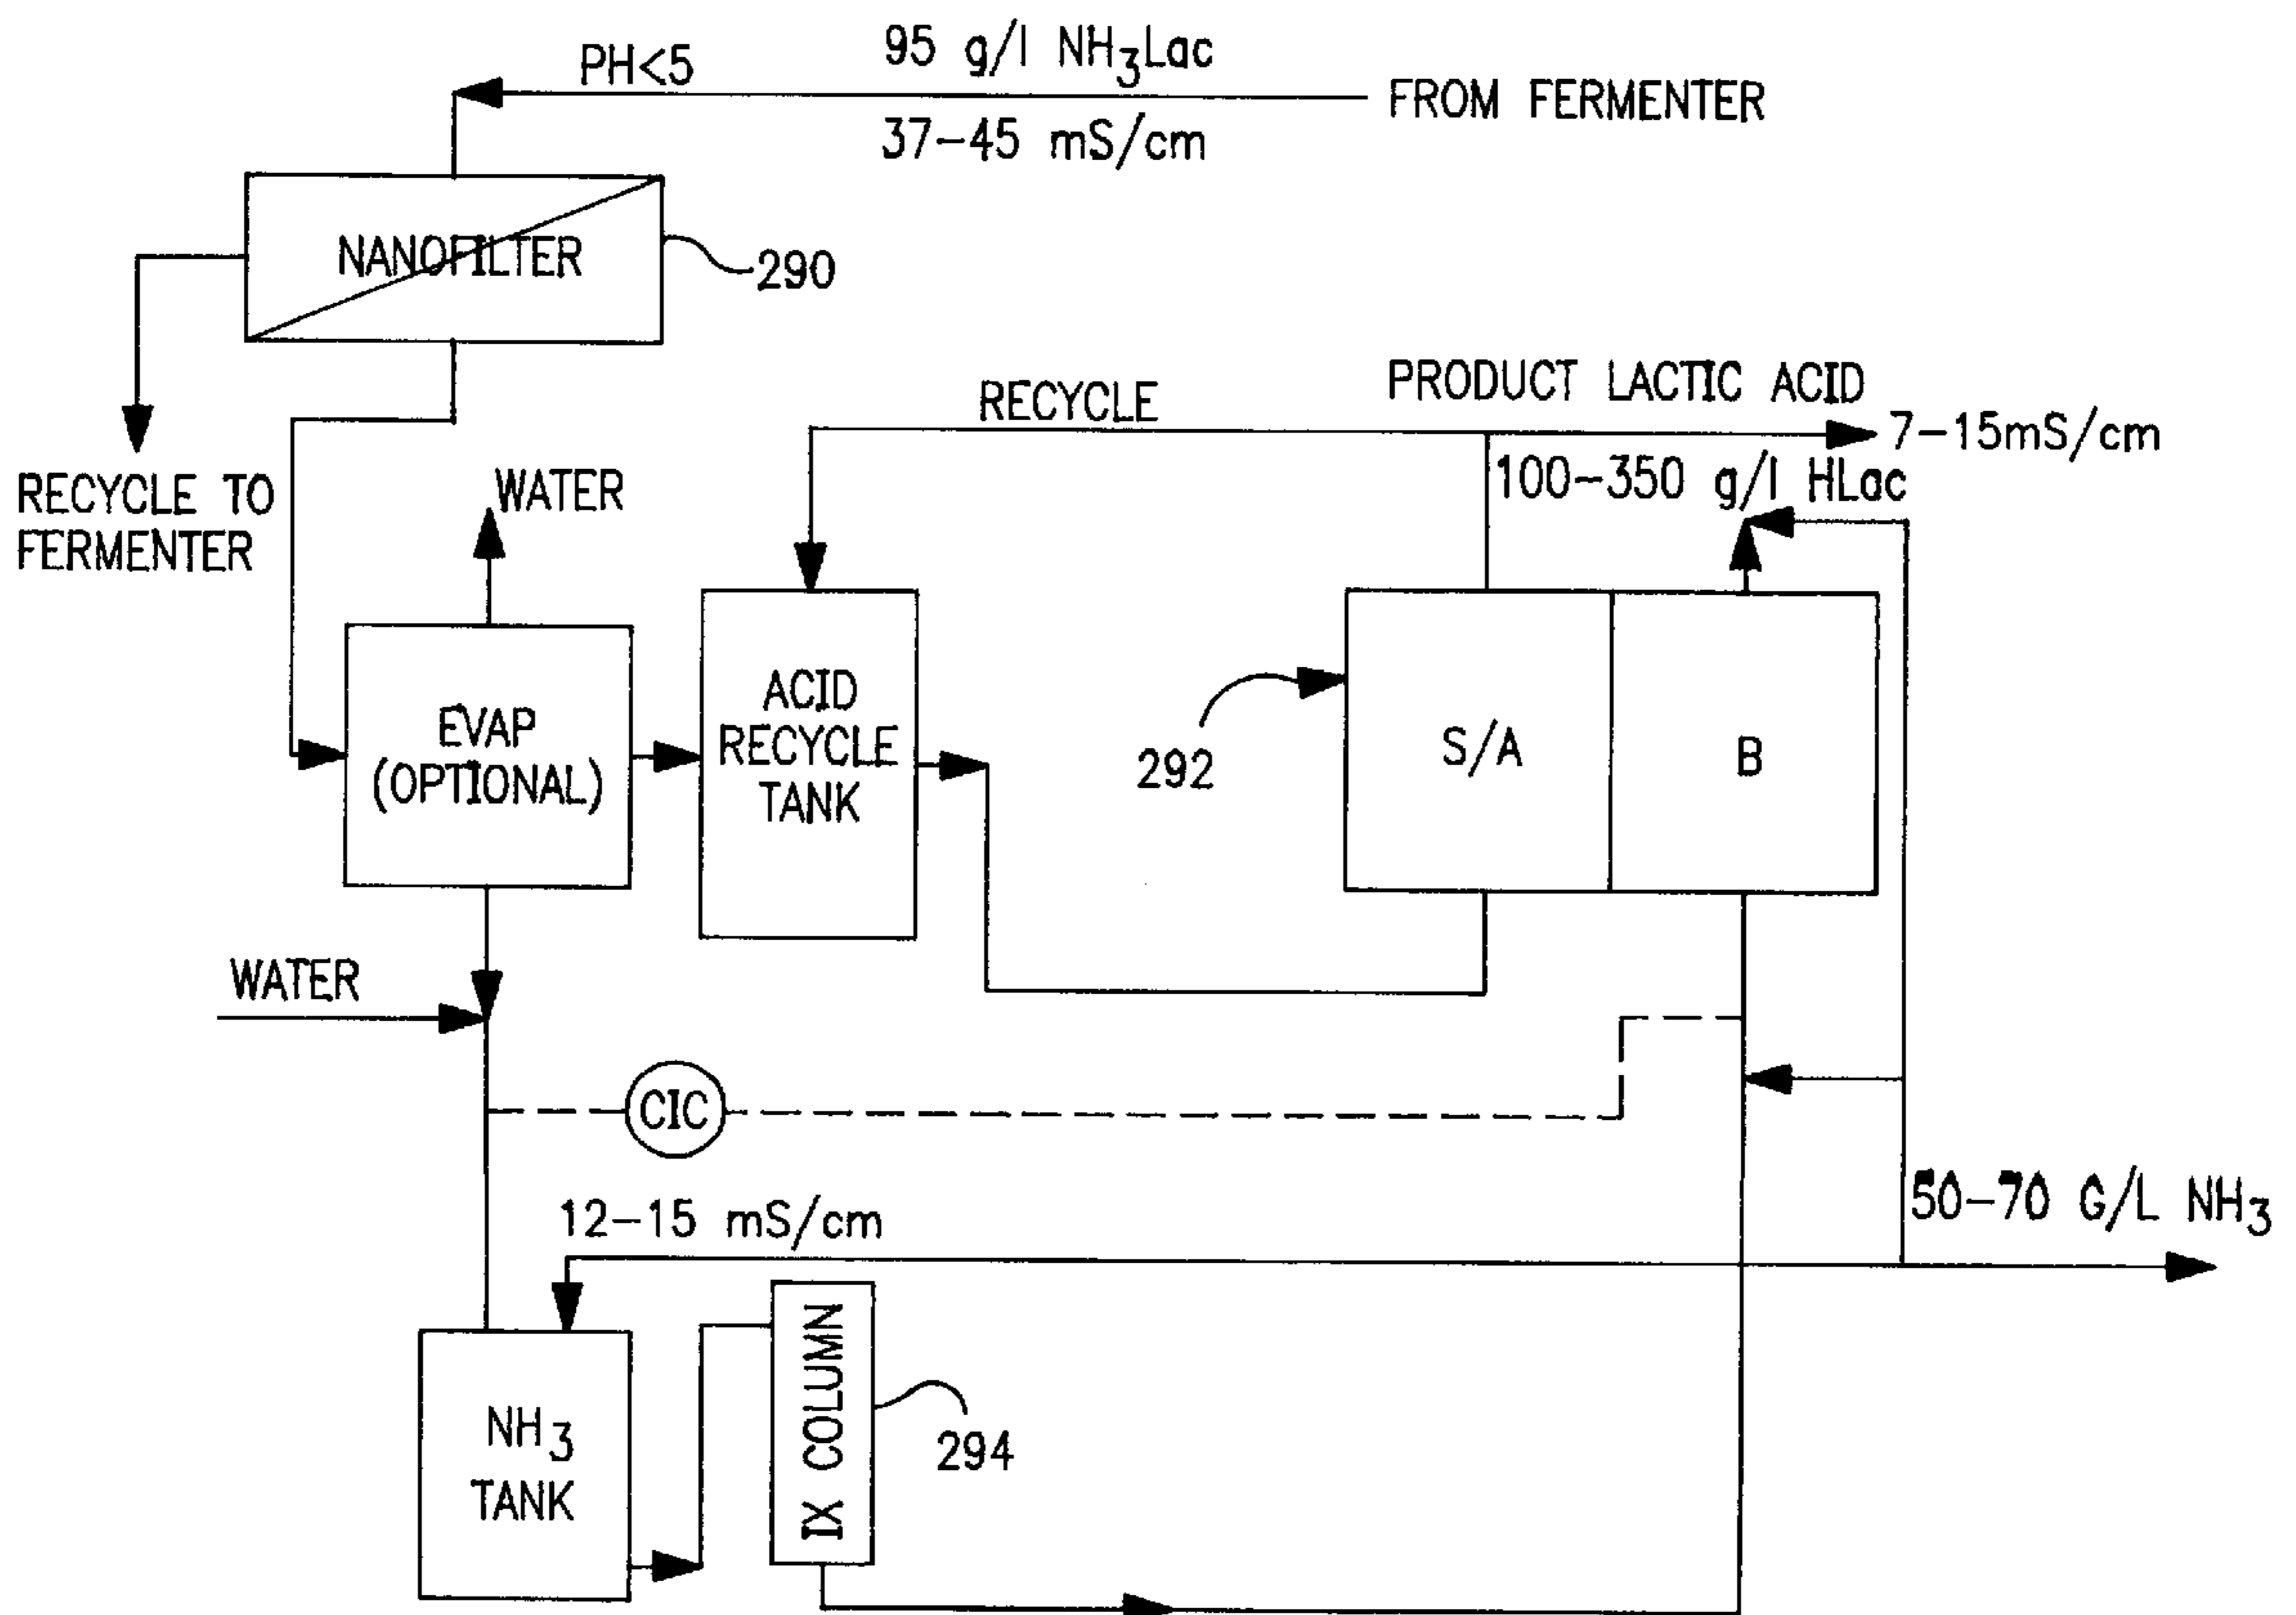 PH<5
95 g/l NH3Lac
FROM FERMENTER
37-45 mS/cm
NANOFILTER
290
RECYCLE TO
FERMENTER
WATER
RECYCLE
PRODUCT LACTIC ACID
7-15mS/cm
100-350 g/l HLac
EVAP
(OPTIONAL)
ACID
RECYCLE
TANK
292
S/A
B
WATER
CIC
12-15 mS/cm
50-70 G/L NH3
NH3
TANK
IX COLUMN
294